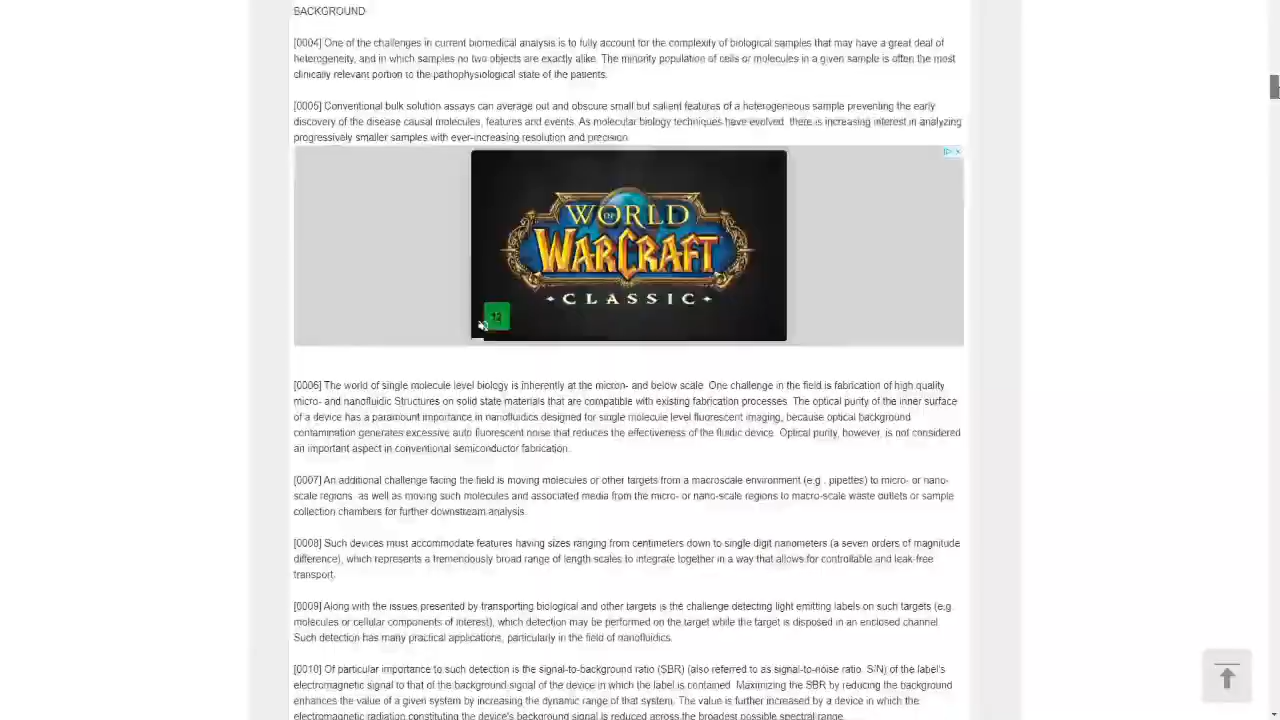 BACKGROUND
[0004] One of the challenges in current biomedical analysis is to fully account for the complexity of biological samples that may have a great deal of
heterogeneity, and in which samples no two objects are exactly alike. The minority population of cells or molecules in a given sample is often the most
clinically relevant portion to the pathophysiological state of the patients.
[0005] Conventional bulk solution assays can average out and obscure small but salient features of a heterogeneous sample preventing the early
discovery of the disease causal molecules, features and events. As molecular biology techniques have evolved, there is increasing interest in analyzing
progressively smaller samples with ever-increasing resolution and precision.
WORLD
OF
WARCRAFT
CLASSIC
12
[0006] The world of single molecule level biology is inherently at the micron- and below scale. One challenge in the field is fabrication of high quality
micro- and nanofluidic Structures on solid state materials that are compatible with existing fabrication processes. The optical purity of the inner surface
of a device has a paramount importance in nanofluidics designed for single molecule level fluorescent imaging, because optical background
contamination generates excessive auto fluorescent noise that reduces the effectiveness of the fluidic device. Optical purity, however, is not considered
an important aspect in conventional semiconductor fabrication.
[0007] An additional challenge facing the field is moving molecules or other targets from a macroscale environment (e.g., pipettes) to micro- or nano-
scale regions, as well as moving such molecules and associated media from the micro- or nano-scale regions to macro-scale waste outlets or sample
collection chambers for further downstream analysis.
[0008] Such devices must accommodate features having sizes ranging from centimeters down to single digit nanometers (a seven orders of magnitude
difference), which represents a tremendously broad range of length scales to integrate together in a way that allows for controllable and leak-free
transport.
[0009] Along with the issues presented by transporting biological and other targets is the challenge detecting light emitting labels on such targets (e.g.
molecules or cellular components of interest), which detection may be performed on the target while the target is disposed in an enclosed channel.
Such detection has many practical applications, particularly in the field of nanofluidics.
[0010] Of particular importance to such detection is the signal-to-background ratio (SBR) (also referred to as signal-to-noise ratio, S/N) of the label's
electromagnetic signal to that of the background signal of the device in which the label is contained. Maximizing the SBR by reducing the background
enhances the value of a given system by increasing the dynamic range of that system. The value is further increased by a device in which the
electromagnetic radiation constituting the device's background signal is reduced across the broadest possible spectral range.